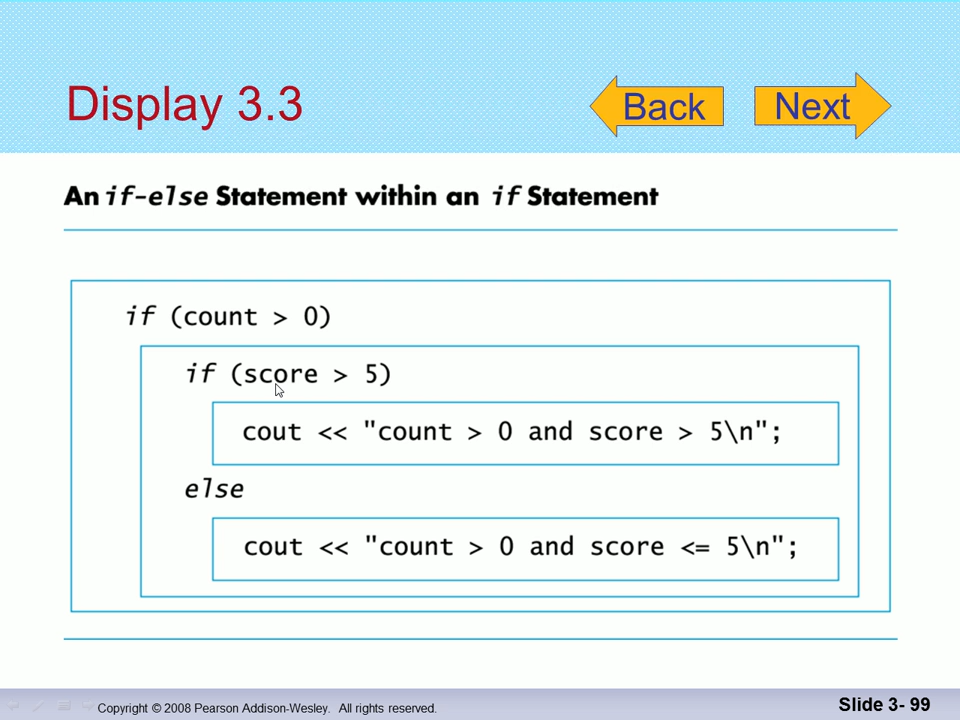 Display 3.3
Back
Next
An if-else Statement within an if Statement
if (count > 0)
if (score > 5)
cout << "count > 0 and score > 5\n";
else
cout << "count > 0 and score <= 5\n";
Copyright © 2008 Pearson Addison-Wesley. All rights reserved.
Slide 3- 99